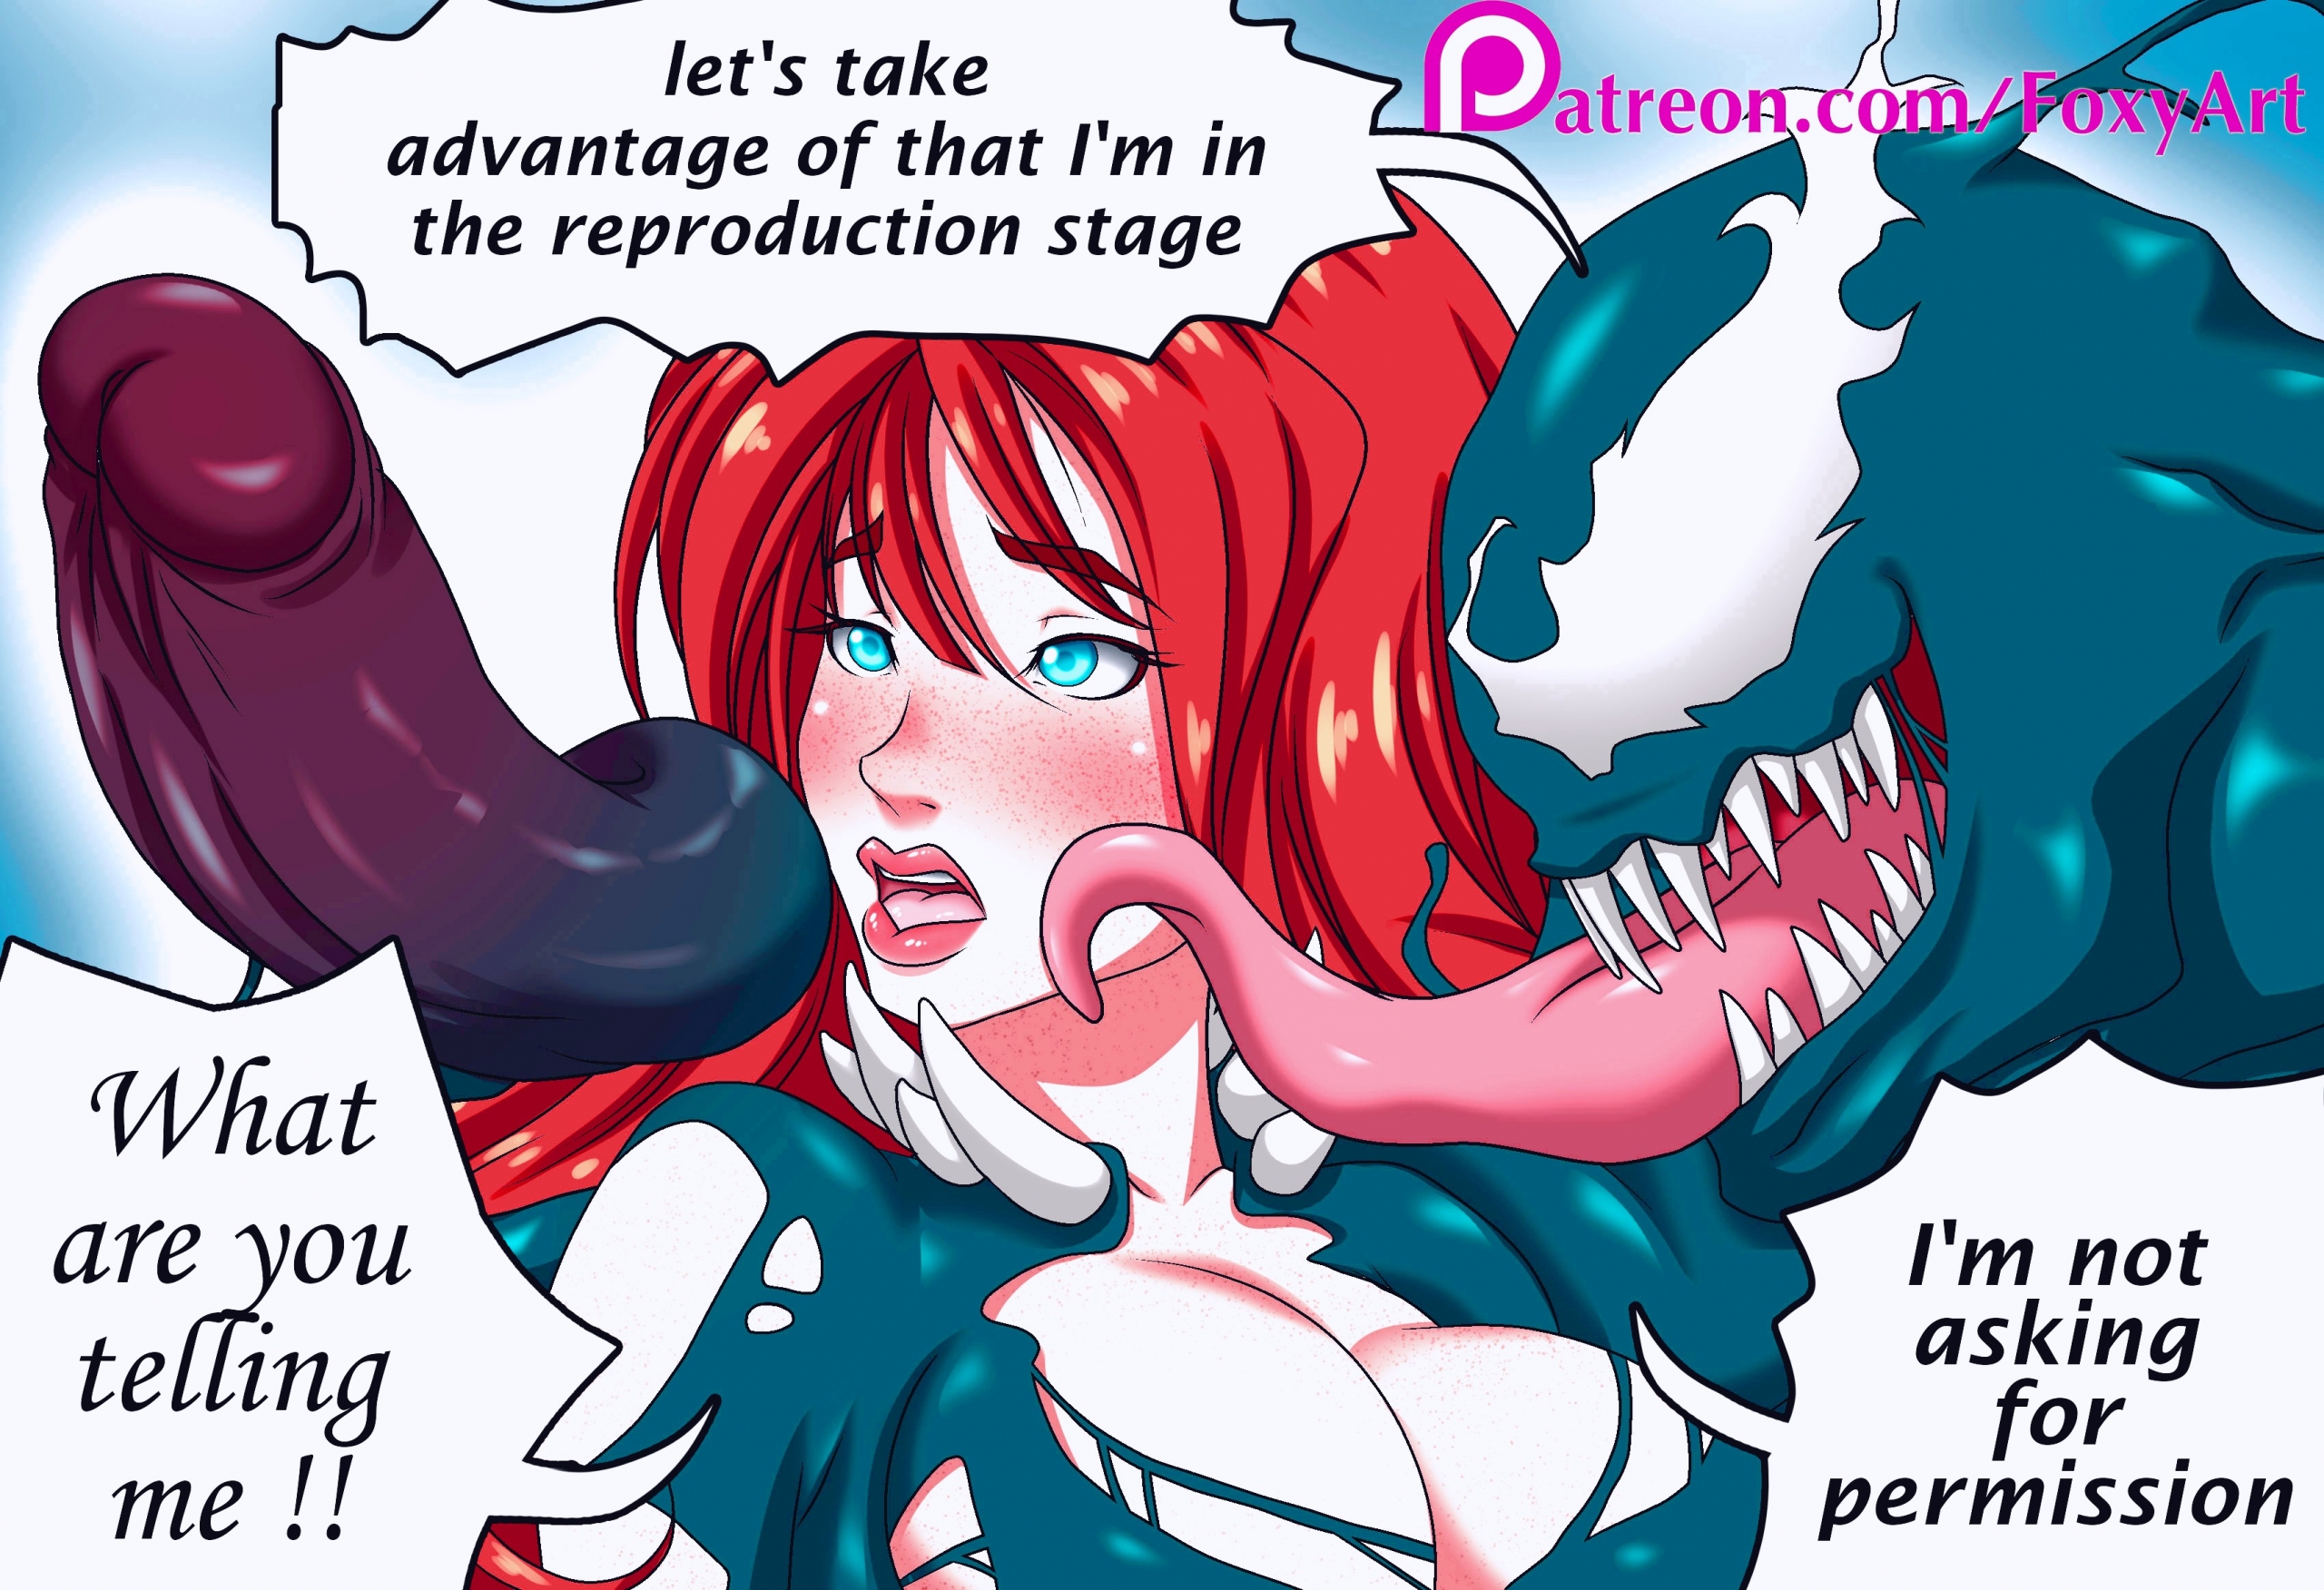 let's take
advantage of that I'm in
the reproduction stage
Patreon.com/FoxyArt
What
are you
telling
me !!
I'm not
asking
for
permission